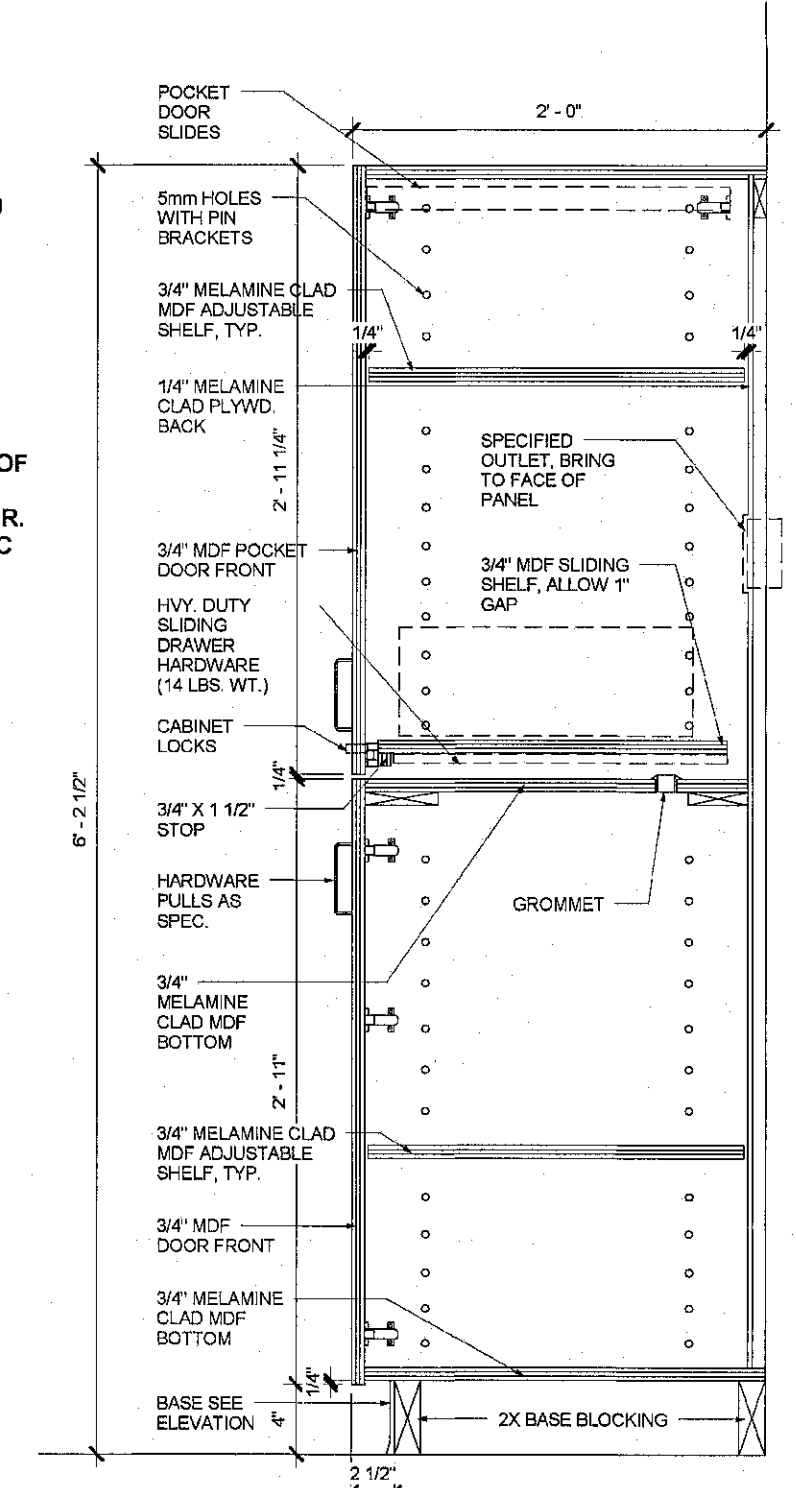 POCKET
DOOR
SLIDES
2' - 0"
5mm HOLES
WITH PIN
BRACKETS
3/4" MELAMINE CLAD
MDF ADJUSTABLE
SHELF, TYP.
1/4"
1/4"
1/4" MELAMINE
CLAD PLYWD.
BACK
2' - 11 1/4"
OF
R.
C
SPECIFIED
OUTLET, BRING
TO FACE OF
PANEL
3/4" MDF POCKET
DOOR FRONT
3/4" MDF SLIDING
SHELF, ALLOW 1"
GAP
HVY. DUTY
SLIDING
DRAWER
HARDWARE
(14 LBS. WT.)
CABINET
LOCKS
1/4"
6' - 2 1/2"
3/4" X 1 1/2"
STOP
HARDWARE
PULLS AS
SPEC.
GROMMET
3/4"
MELAMINE
CLAD MDF
BOTTOM
2' - 11"
3/4" MELAMINE CLAD
MDF ADJUSTABLE
SHELF, TYP.
3/4" MDF
DOOR FRONT
3/4" MELAMINE
CLAD MDF
BOTTOM
1/4"
BASE SEE
ELEVATION
4"
2X BASE BLOCKING
2 1/2"